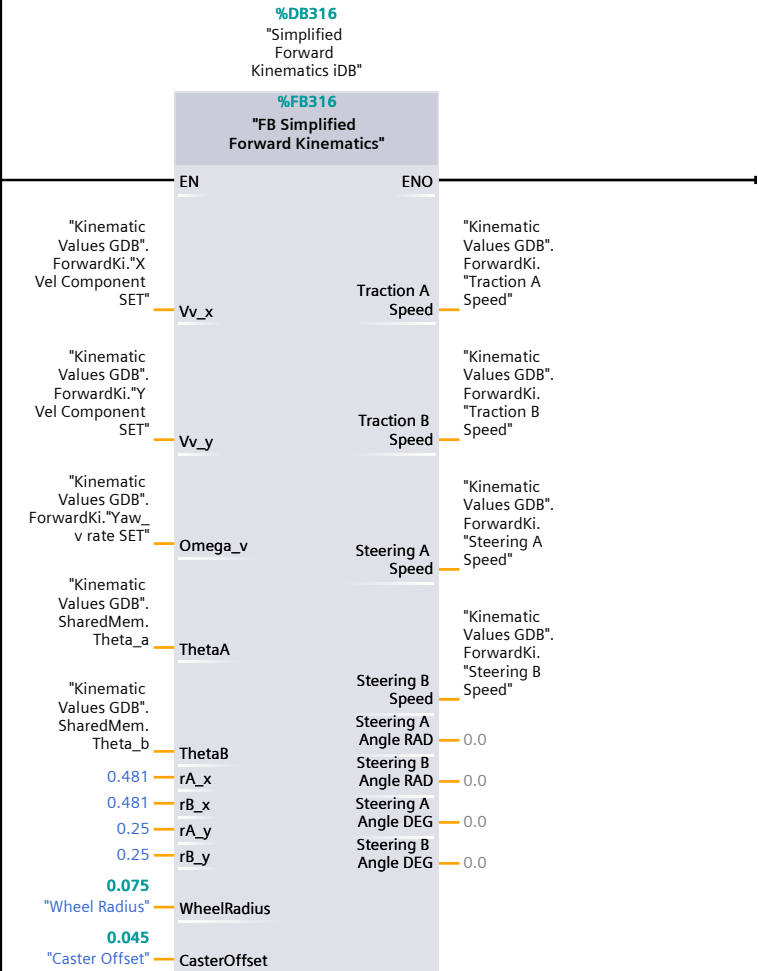 %DB316
"Simplified
Forward
Kinematics iDB"
%FB316
"FB Simplified
Forward Kinematics"
EN
ENO
"Kinematic
Values GDB".
ForwardKi."X
Vel Component
SET"
Vv_x
Traction A
Speed
"Kinematic
Values GDB".
ForwardKi.
"Traction A
Speed"
"Kinematic
Values GDB".
ForwardKi."Y
Vel Component
SET"
Vv_y
Traction B
Speed
"Kinematic
Values GDB".
ForwardKi.
"Traction B
Speed"
"Kinematic
Values GDB".
ForwardKi."Yaw_
v rate SET"
Omega_v
Steering A
Speed
"Kinematic
Values GDB".
ForwardKi.
"Steering A
Speed"
"Kinematic
Values GDB".
SharedMem.
Theta_a
ThetaA
Steering B
Speed
"Kinematic
Values GDB".
ForwardKi.
"Steering B
Speed"
"Kinematic
Values GDB".
SharedMem.
Theta_b
ThetaB
Steering A
Angle RAD
0.0
0.481
rA_x
Steering B
Angle RAD
0.0
0.481
rB_x
Steering A
Angle DEG
0.0
0.25
rA_y
0.25
rB_y
Steering B
Angle DEG
0.0
0.075
"Wheel Radius"
WheelRadius
0.045
"Caster Offset"
CasterOffset